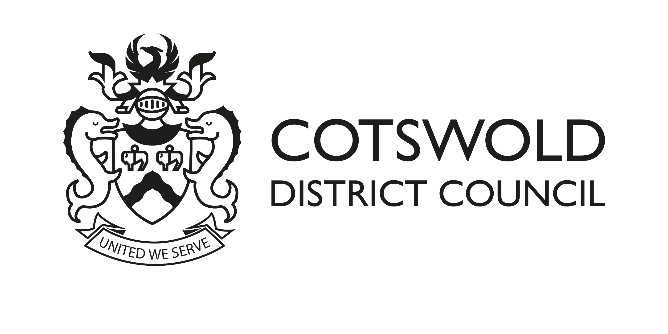 COTSWOLD
DISTRICT COUNCIL
UNITED WE SERVE